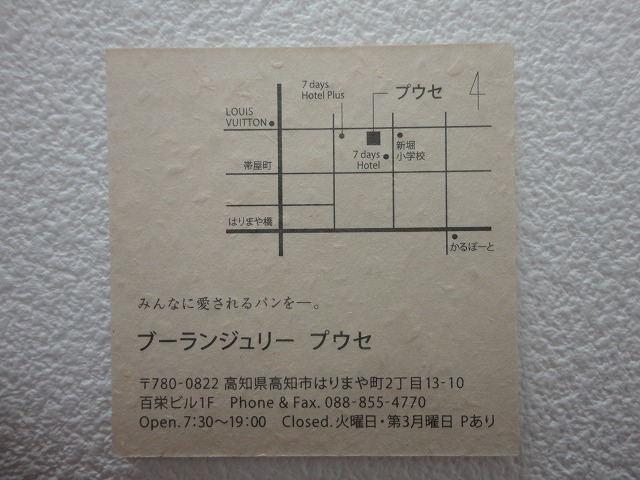 7 days
Hotel Plus
プウセ
LOUIS
VUITTON
新堀
小学校
7 days
Hotel
帯屋町
はりまや橋
かるぽーと
みんなに愛されるパンを―。
ブーランジュリー プウセ
〒780-0822 高知県高知市はりまや町2丁目13-10
百栄ビル1F Phone & Fax. 088-855-4770
Open. 7:30～19:00 Closed. 火曜日・第3月曜日 Pあり